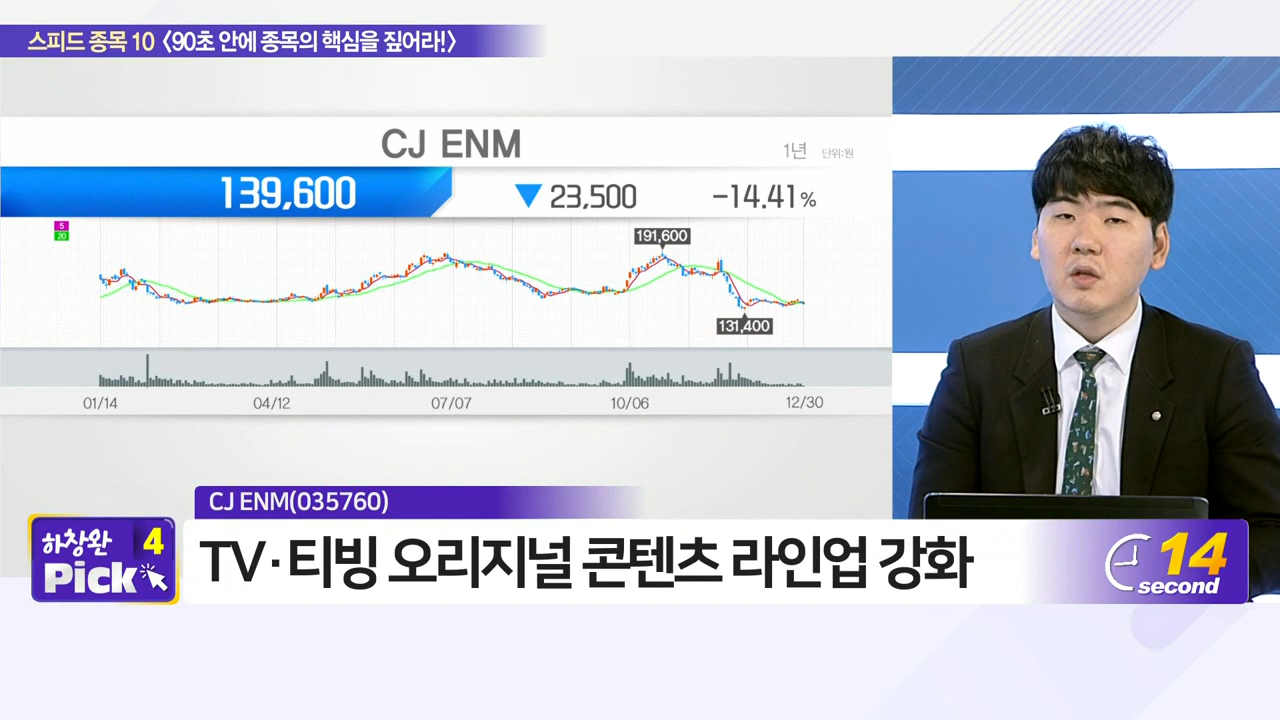 스피드 종목 10 〈90초 안에 종목의 핵심을 짚어라!〉
CJ ENM
1년 단위:원
139,600 ▼ 23,500 -14.41%
5
20
191,600
131,400
01/14 04/12 07/07 10/06 12/30
CJ ENM(035760)
하창완 4
Pick
TV·티빙 오리지널 콘텐츠 라인업 강화
14
second